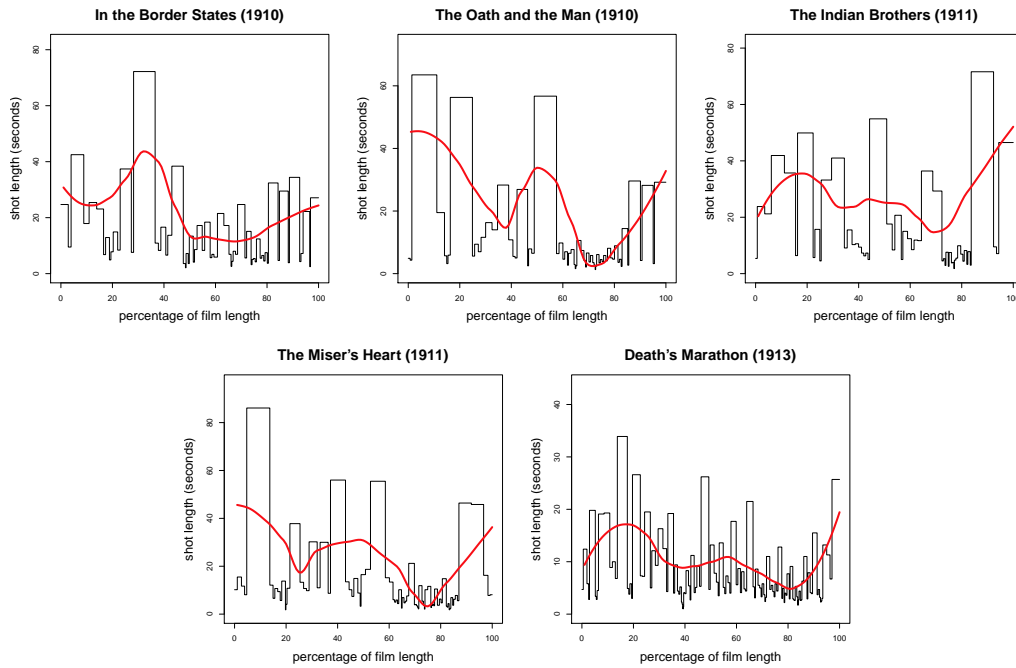 In the Border States (1910)
The Oath and the Man (1910)
The Indian Brothers (1911)
shot length (seconds)
80
60
40
20
0
0 20 40 60 80 100
percentage of film length
shot length (seconds)
60
40
20
0
0 20 40 60 80 100
percentage of film length
shot length (seconds)
80
60
40
20
0
0 20 40 60 80 100
percentage of film length
The Miser's Heart (1911)
Death's Marathon (1913)
shot length (seconds)
80
60
40
20
0
0 20 40 60 80 100
percentage of film length
shot length (seconds)
40
30
20
10
0
0 20 40 60 80 100
percentage of film length